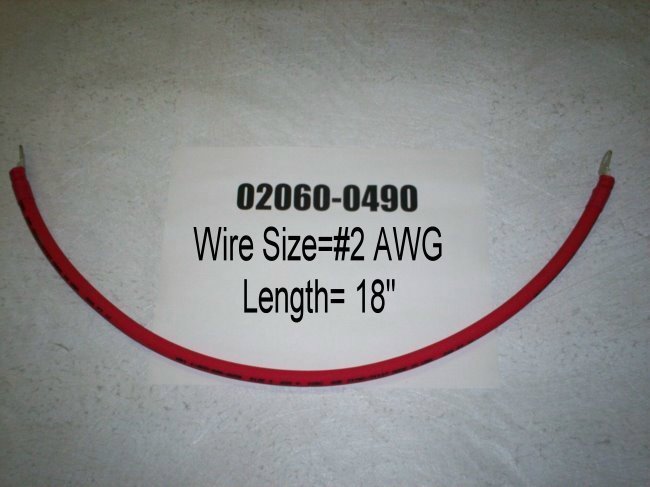 02060-0490
Wire Size=#2 AWG
Length= 18"